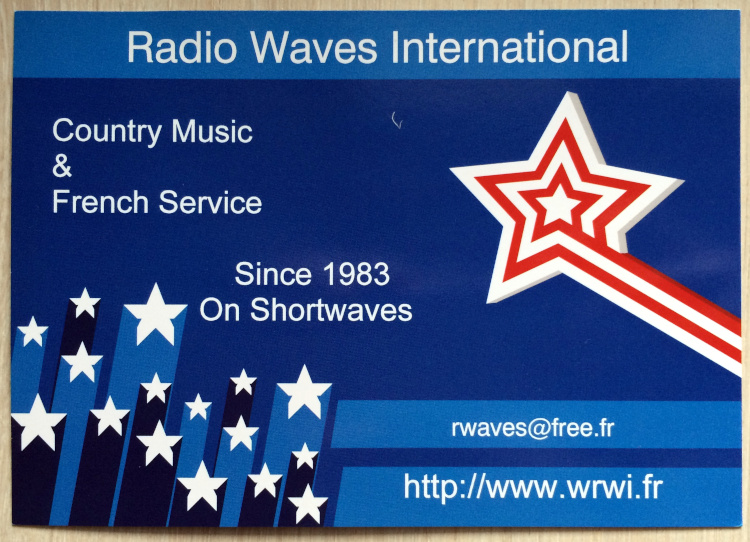 Radio Waves International
Country Music
&
French Service
Since 1983
On Shortwaves
rwaves@free.fr
http://www.wrwi.fr